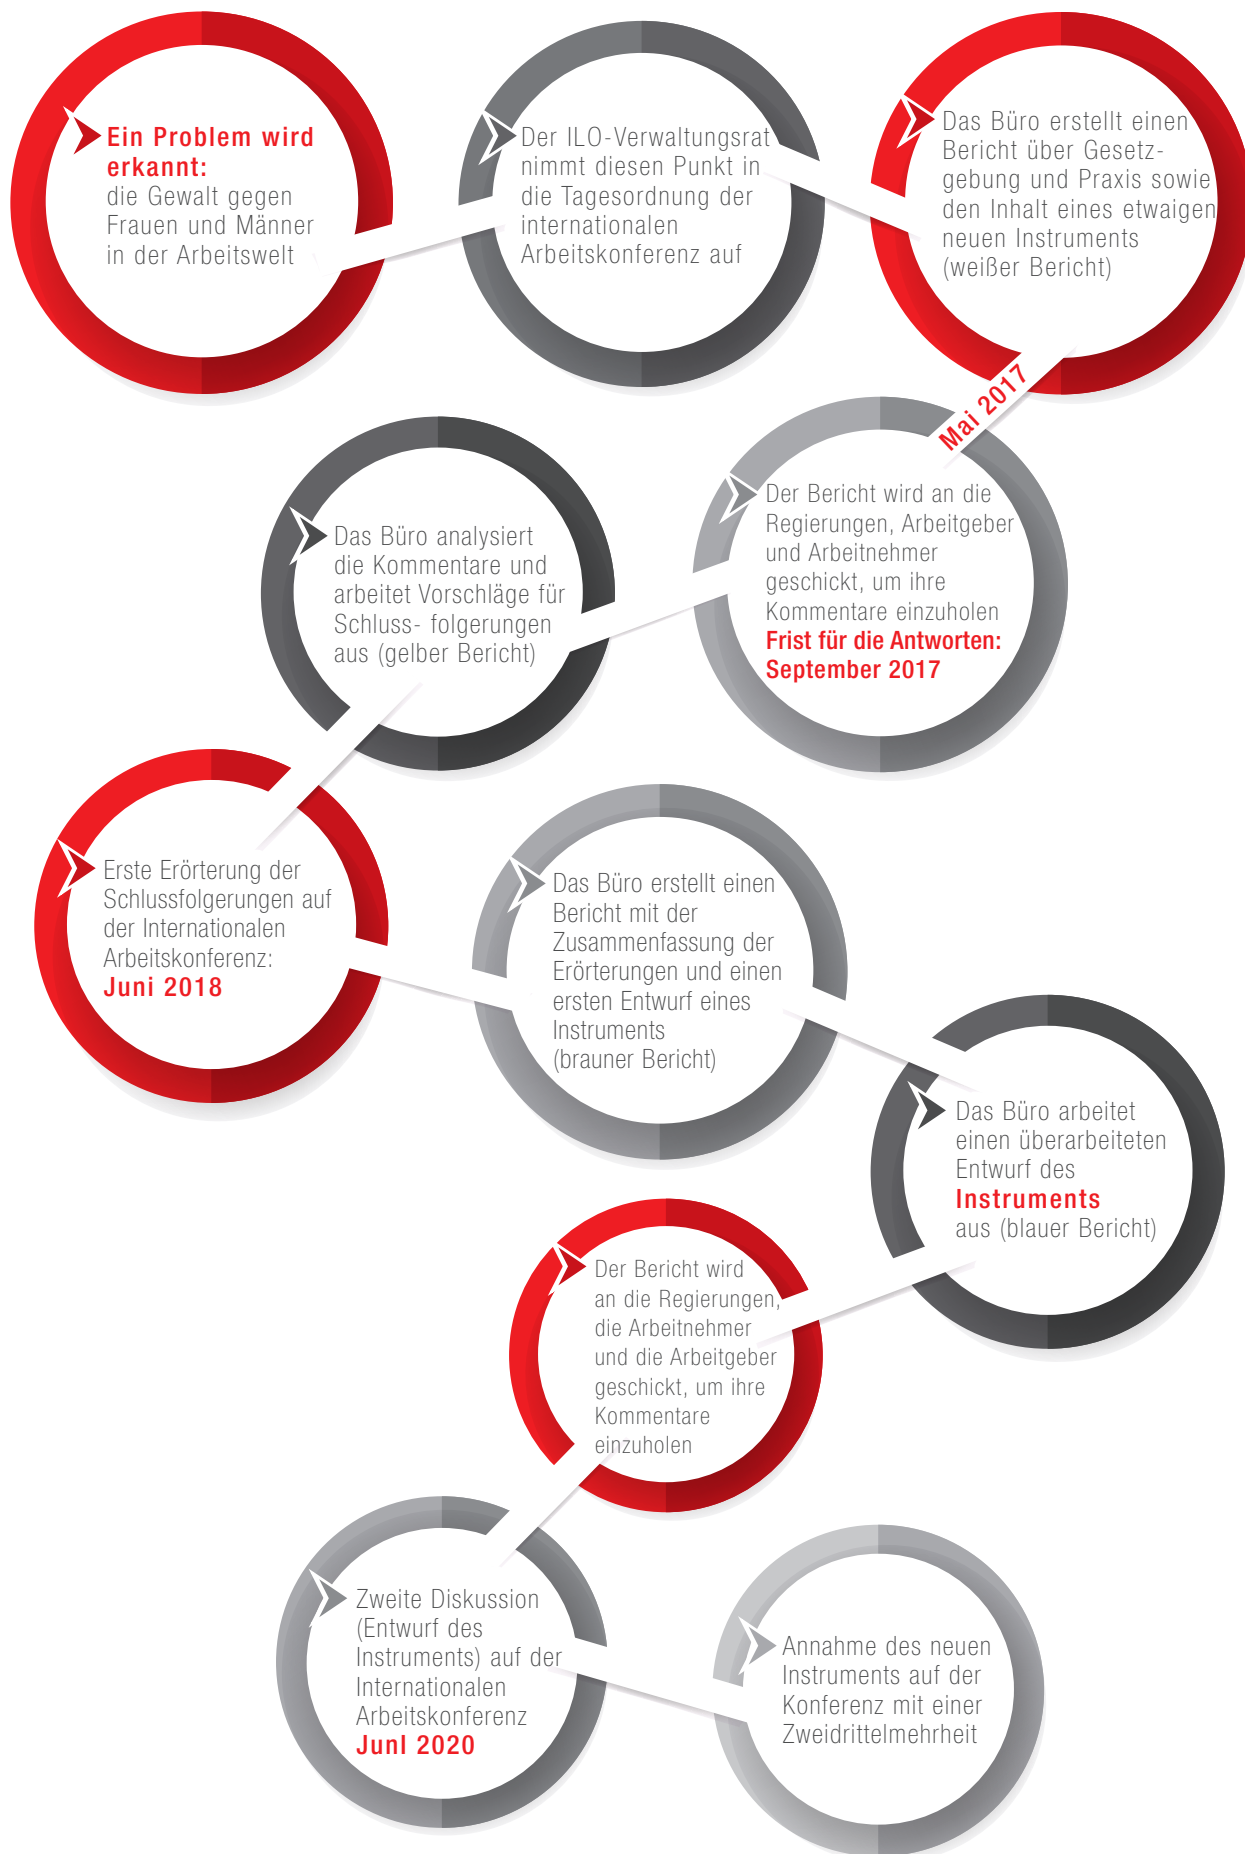 Ein Problem wird
erkannt:
die Gewalt gegen
Frauen und Männer
in der Arbeitswelt
Der ILO-Verwaltungsrat
nimmt diesen Punkt in
die Tagesordnung der
internationalen
Arbeitskonferenz auf
Das Büro erstellt einen
Bericht über Gesetz-
gebung und Praxis sowie
den Inhalt eines etwaigen
neuen Instruments
(weißer Bericht)
Mai 2017
Der Bericht wird an die
Regierungen, Arbeitgeber
und Arbeitnehmer
geschickt, um ihre
Kommentare einzuholen
Frist für die Antworten:
September 2017
Das Büro analysiert
die Kommentare und
arbeitet Vorschläge für
Schluss- folgerungen
aus (gelber Bericht)
Erste Erörterung der
Schlussfolgerungen auf
der Internationalen
Arbeitskonferenz:
Juni 2018
Das Büro erstellt einen
Bericht mit der
Zusammenfassung der
Erörterungen und einen
ersten Entwurf eines
Instruments
(brauner Bericht)
Das Büro arbeitet
einen überarbeiteten
Entwurf des
Instruments
aus (blauer Bericht)
Der Bericht wird
an die Regierungen,
die Arbeitnehmer
und die Arbeitgeber
geschickt, um ihre
Kommentare
einzuholen
Zweite Diskussion
(Entwurf des
Instruments) auf der
Internationalen
Arbeitskonferenz
JunI 2020
Annahme des neuen
Instruments auf der
Konferenz mit einer
Zweidrittelmehrheit